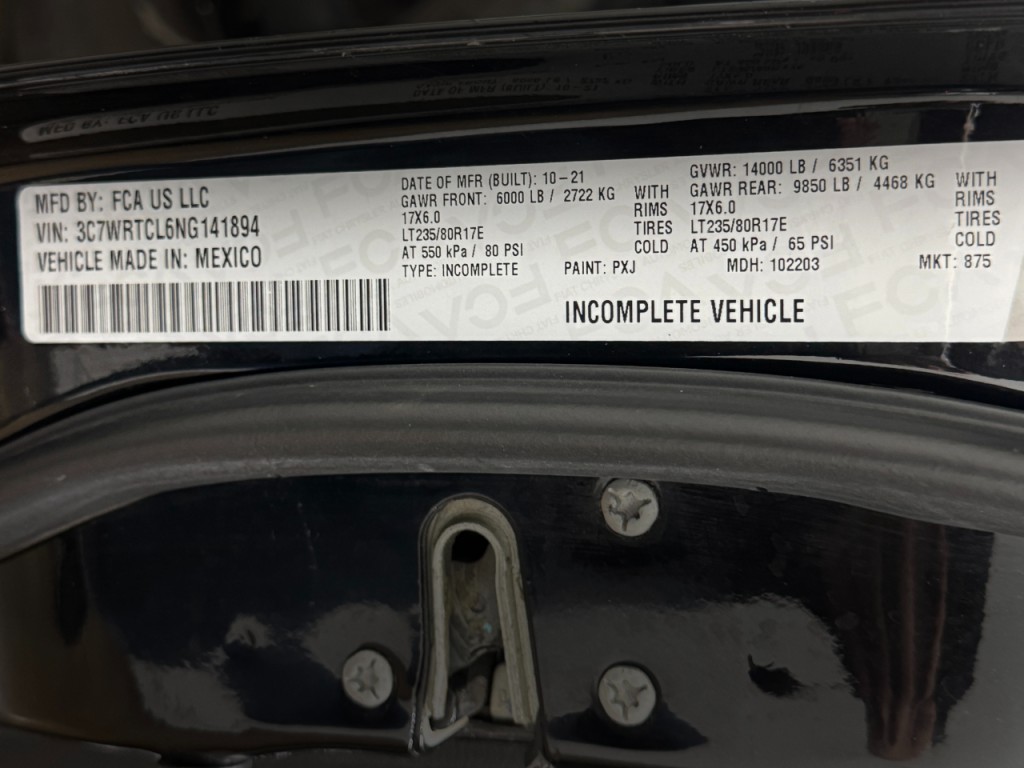 MFD BY: FCA US LLC
VIN: 3C7WRTCL6NG141894
VEHICLE MADE IN: MEXICO
DATE OF MFR (BUILT): 10-21
GAWR FRONT: 6000 LB / 2722 KG
17X6.0
LT235/80R17E
AT 550 kPa / 80 PSI
WITH
RIMS
TIRES
COLD
TYPE: INCOMPLETE
GVWR: 14000 LB / 6351 KG
GAWR REAR: 9850 LB / 4468 KG
17X6.0
LT235/80R17E
AT 450 kPa / 65 PSI
WITH
RIMS
TIRES
COLD
PAINT: PXJ
MDH: 102203
MKT: 875
INCOMPLETE VEHICLE